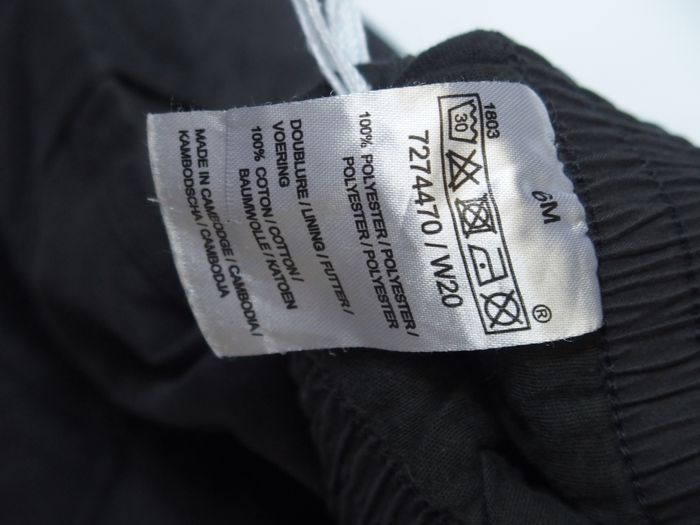 6M
1803
30
®
7274470 / W20
100% POLYESTER / POLYESTER /
POLYESTER / POLYESTER
DOUBLURE / LINING / FUTTER /
VOERING
100% COTON / COTTON /
BAUMWOLLE / KATOEN
MADE IN CAMBODGE / CAMBODIA /
KAMBODSCHA / CAMBODJA